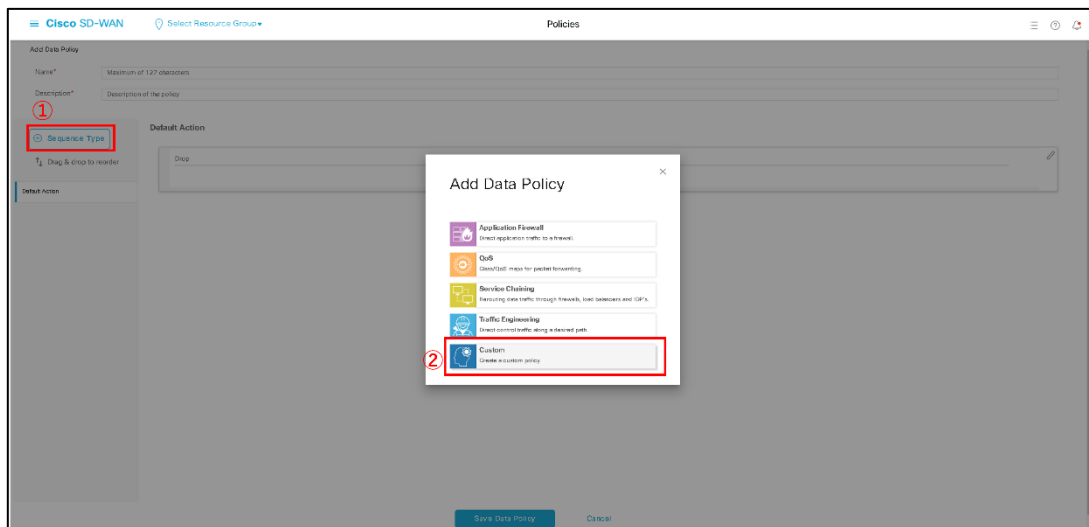 Cisco SD-WAN
Select Resource Group
Policies
Add Data Policy
Name*
Maximum of 127 characters
Description*
Description of the policy
①
Sequence Type
Default Action
Drag & drop to reorder
Drop
Default Action
Add Data Policy
Application Firewall
Direct application traffic to a firewall.
QoS
Class/QoS maps for packet forwarding.
Service Chaining
Rerouting data traffic through firewalls, load balancers and IDP's.
Traffic Engineering
Direct control traffic along a desired path.
②
Custom
Create a custom policy.
Save Data Policy
Cancel